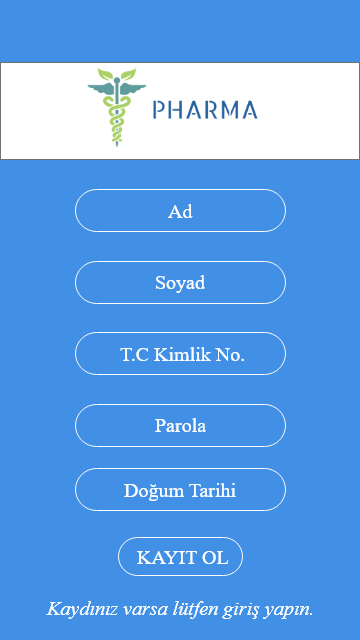 PHARMA
Ad
Soyad
T.C Kimlik No.
Parola
Doğum Tarihi
KAYIT OL
Kaydınız varsa lütfen giriş yapın.